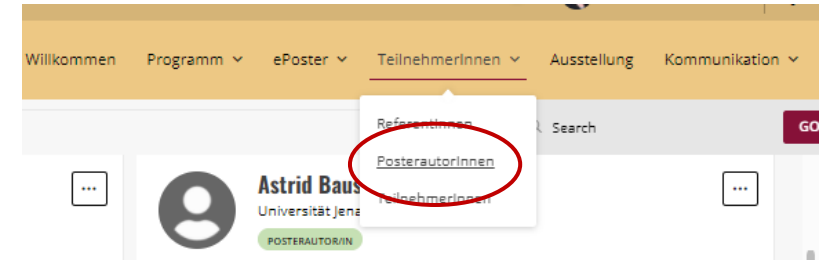 Willkommen Programm ePoster TeilnehmerInnen Ausstellung Kommunikation
ReferentInnen
Search
GO
PosterautorInnen
Astrid Baus
TeilnehmerInnen
Universität Jena
POSTERAUTOR/IN